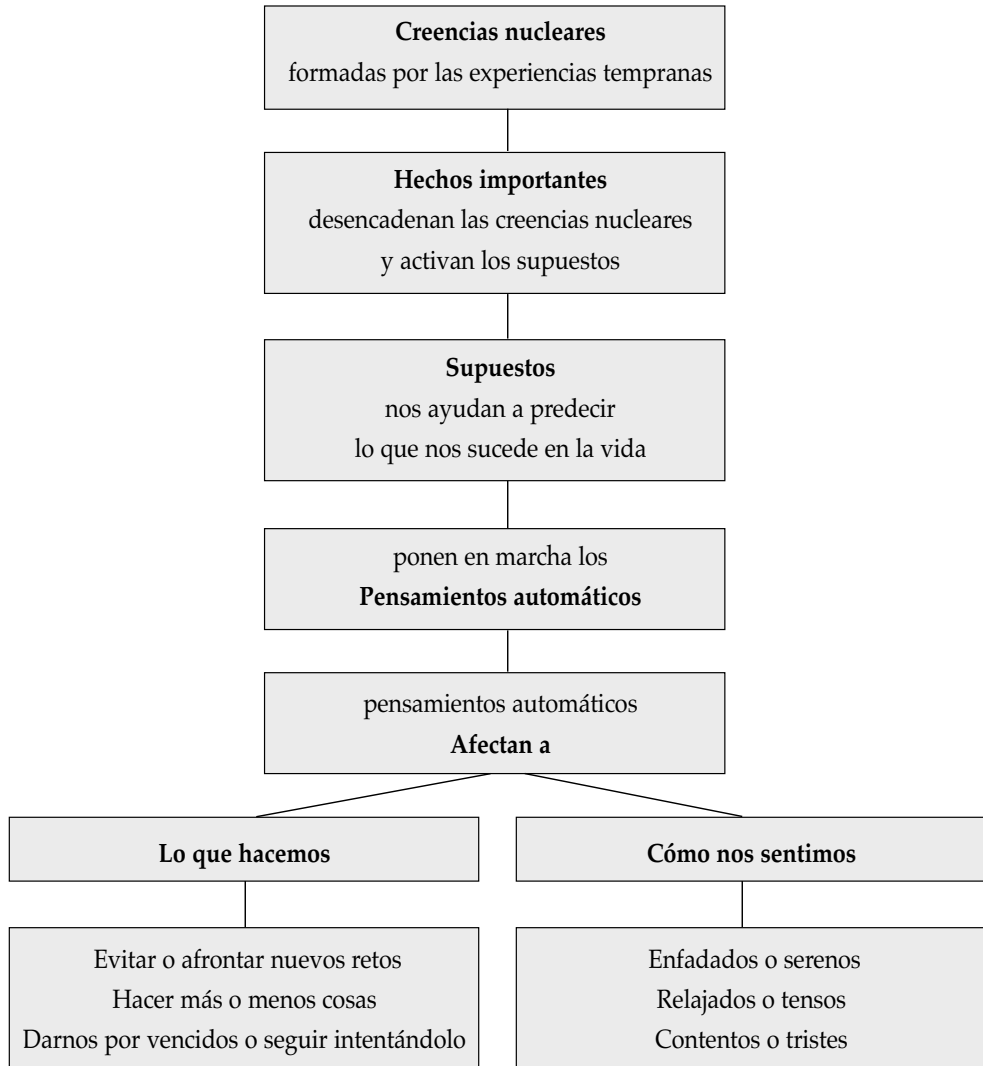 Creencias nucleares
formadas por las experiencias tempranas
Hechos importantes
desencadenan las creencias nucleares
y activan los supuestos
Supuestos
nos ayudan a predecir
lo que nos sucede en la vida
ponen en marcha los
Pensamientos automáticos
pensamientos automáticos
Afectan a
Lo que hacemos
Cómo nos sentimos
Evitar o afrontar nuevos retos
Hacer más o menos cosas
Darnos por vencidos o seguir intentándolo
Enfadados o serenos
Relajados o tensos
Contentos o tristes